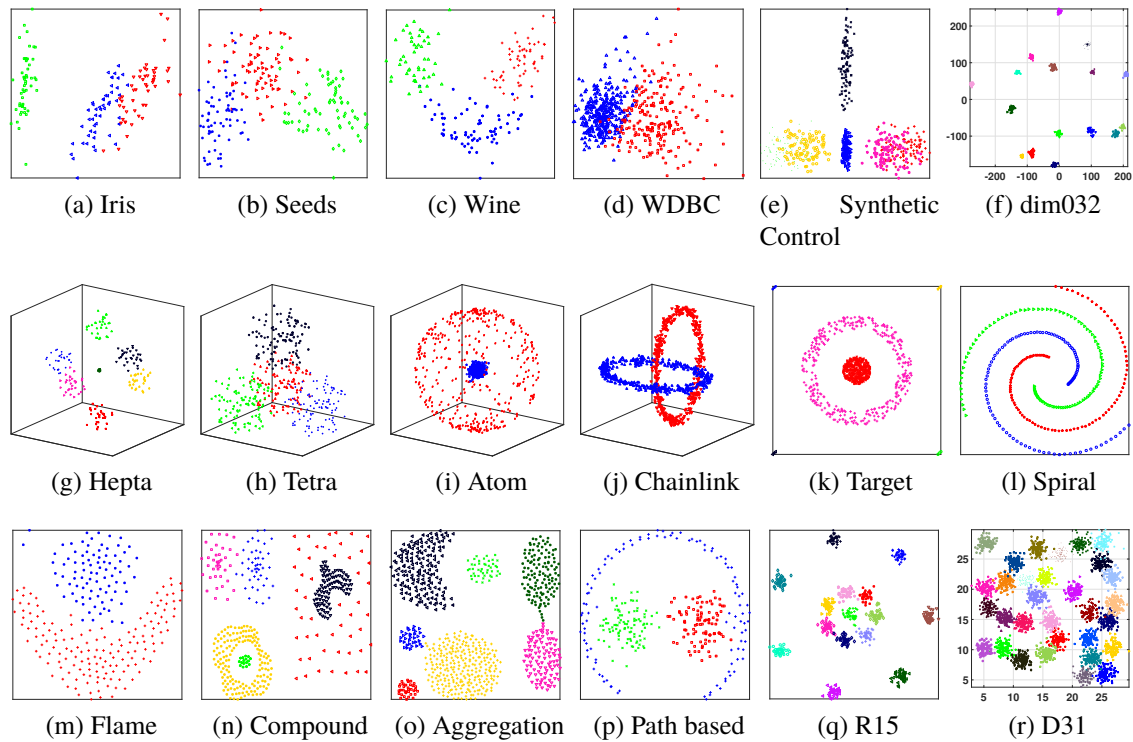 200
100
0
-100
-200 -100 0 100 200
(a) Iris
(b) Seeds
(c) Wine
(d) WDBC
(e) Synthetic
Control
(f) dim032
(g) Hepta
(h) Tetra
(i) Atom
(j) Chainlink
(k) Target
(l) Spiral
25
20
15
10
5
5 10 15 20 25
(m) Flame
(n) Compound
(o) Aggregation
(p) Path based
(q) R15
(r) D31